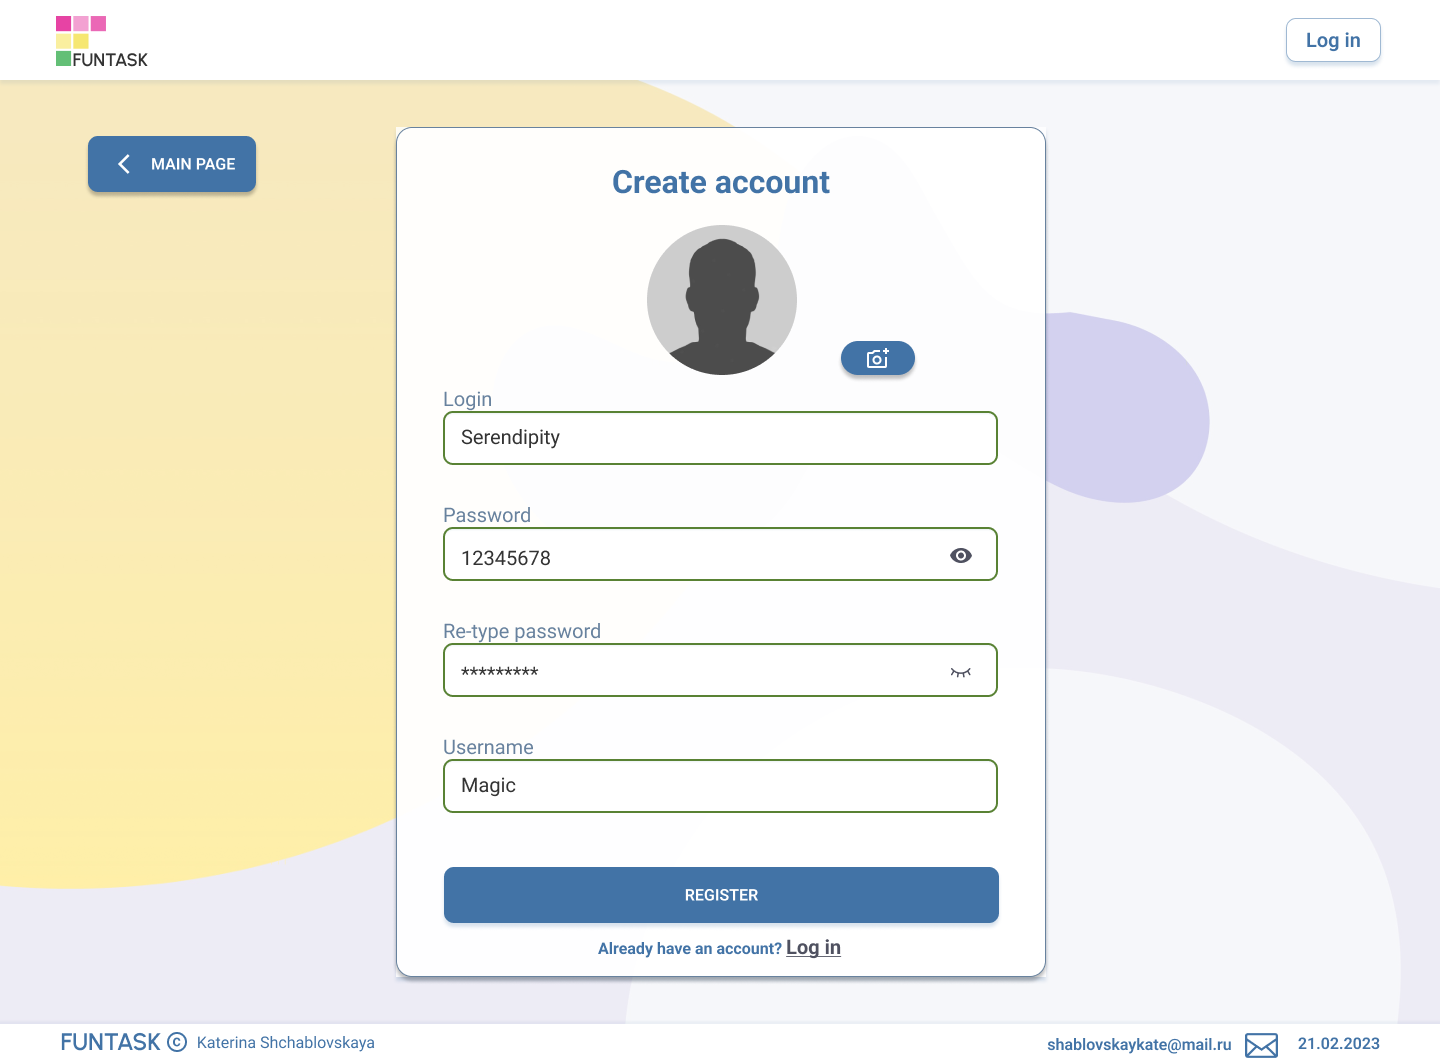 FUNTASK
Log in
MAIN PAGE
Create account
Login
Serendipity
Password
12345678
Re-type password
*********
Username
Magic
REGISTER
Already have an account? Log in
FUNTASK © Katerina Shchablovskaya
shablovskaykate@mail.ru 21.02.2023